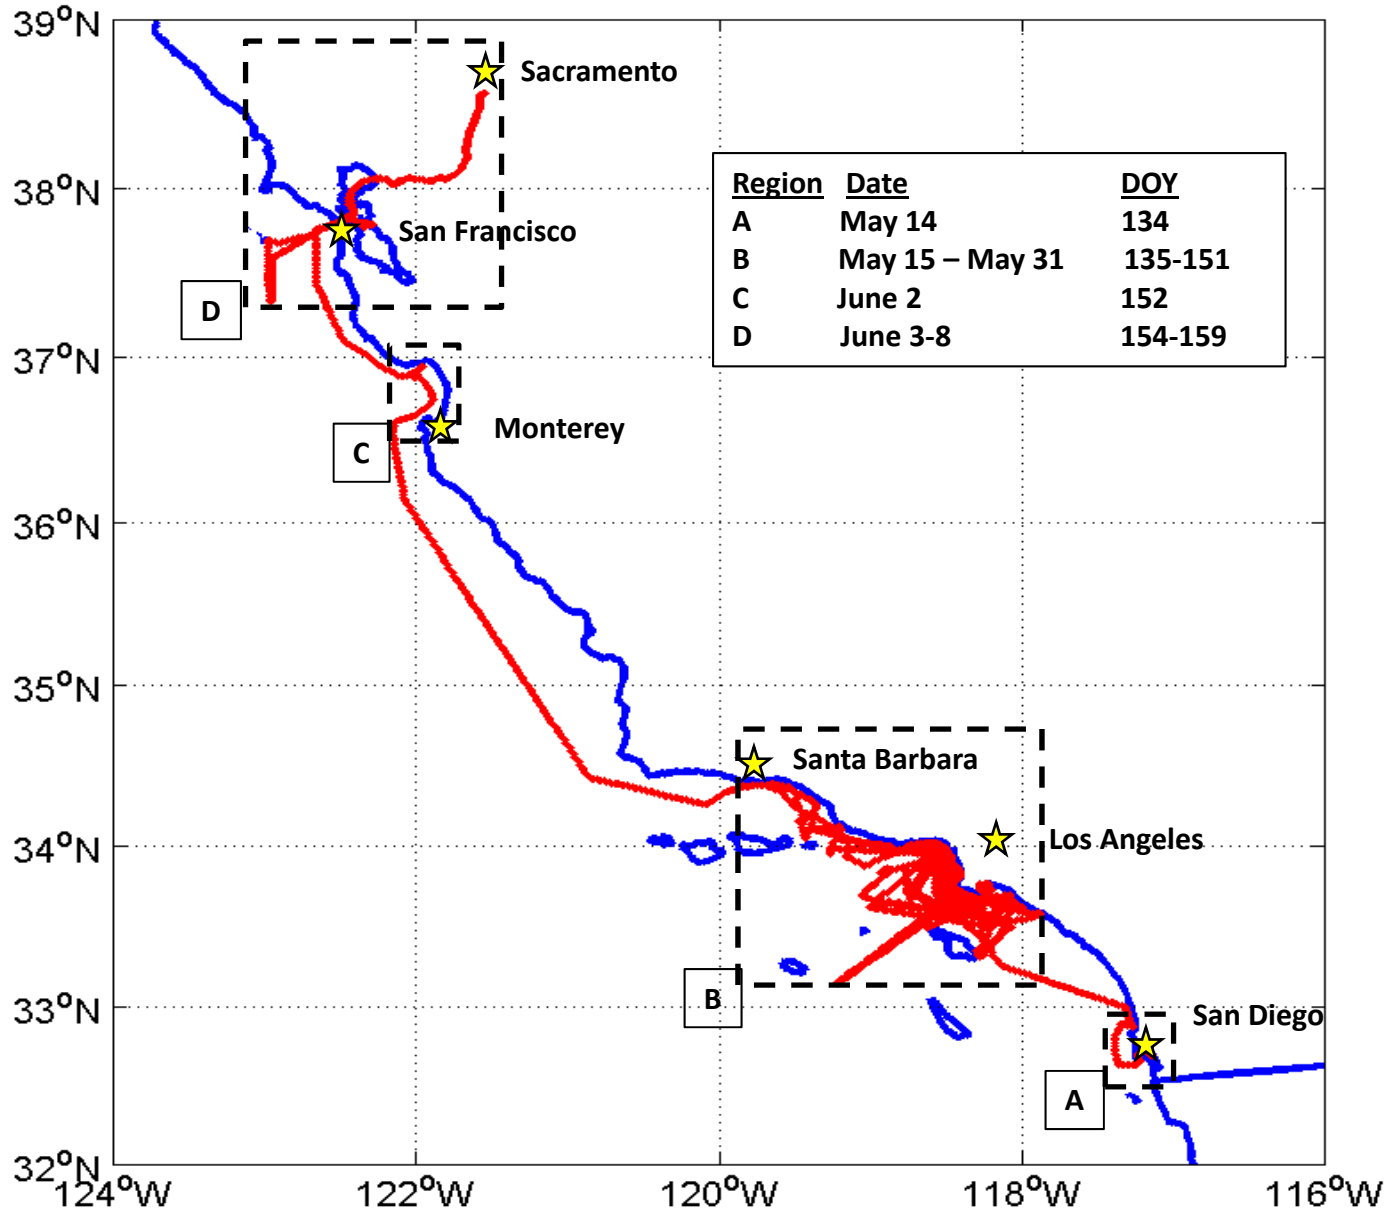 39°N
Sacramento
Region Date DOY
A May 14 134
B May 15 – May 31 135-151
C June 2 152
D June 3-8 154-159
38°N
San Francisco
D
37°N
Monterey
C
36°N
35°N
Santa Barbara
34°N
Los Angeles
B
33°N
San Diego
A
32°N
124°W 122°W 120°W 118°W 116°W